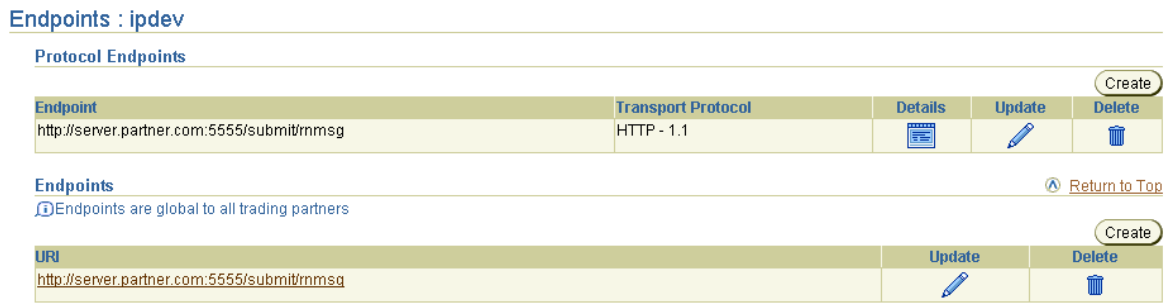 Endpoints : ipdev
Protocol Endpoints
Create
Endpoint Transport Protocol Details Update Delete
http://server.partner.com:5555/submit/rnmsg HTTP - 1.1
Endpoints Return to Top
Endpoints are global to all trading partners
Create
URI Update Delete
http://server.partner.com:5555/submit/rnmsg